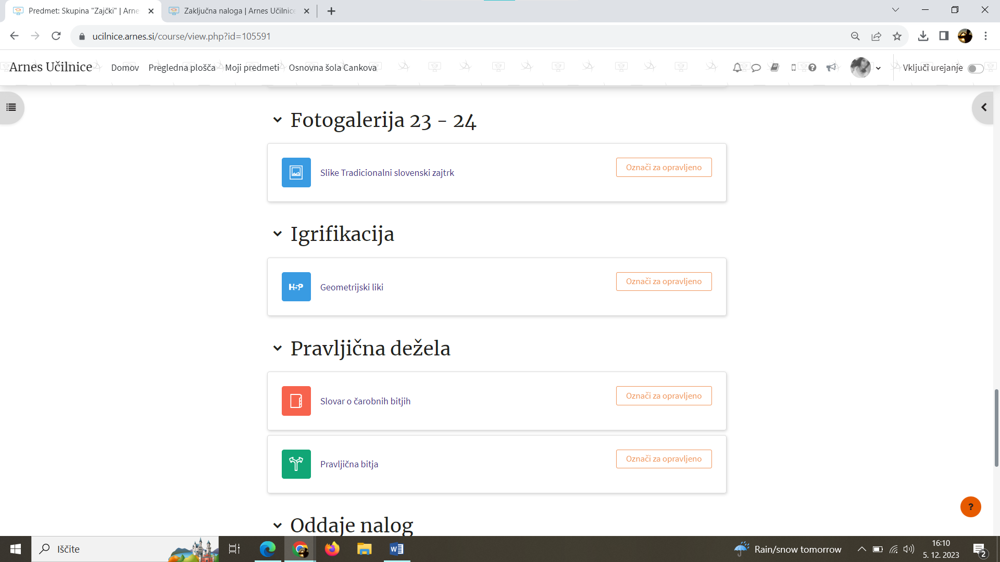 Predmet: Skupina "Zajčki" | Arne
Zaključna naloga | Arnes Učilnice
ucilnice.arnes.si/course/view.php?id=105591
Arnes Učilnice
Domov
Pregledna plošča
Moji predmeti
Osnovna šola Cankova
Vključi urejanje
Fotogalerija 23 - 24
Slike Tradicionalni slovenski zajtrk
Označi za opravljeno
Igrifikacija
H5P
Geometrijski liki
Označi za opravljeno
Pravljična dežela
Slovar o čarobnih bitjih
Označi za opravljeno
Pravljična bitja
Označi za opravljeno
?
Oddaje nalog
Iščite
Rain/snow tomorrow
16:10
5. 12. 2023
2